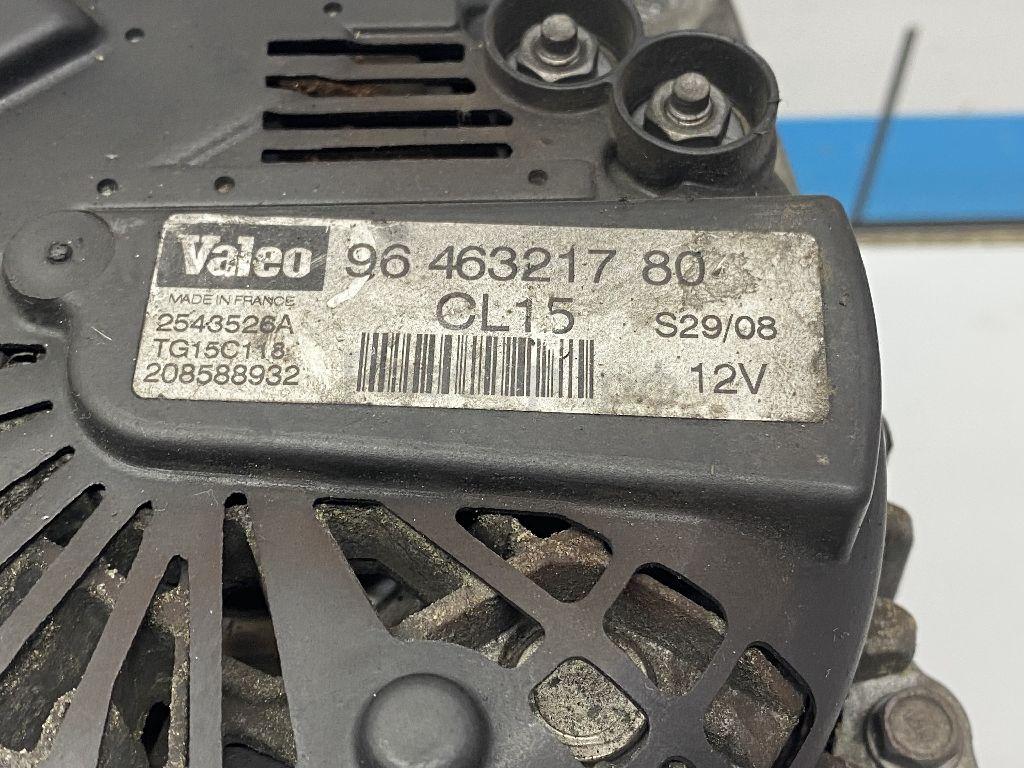 Valeo 96 463217 80
MADE IN FRANCE
CL15
S29/08
2543526A
TG15C118
208588932
12V